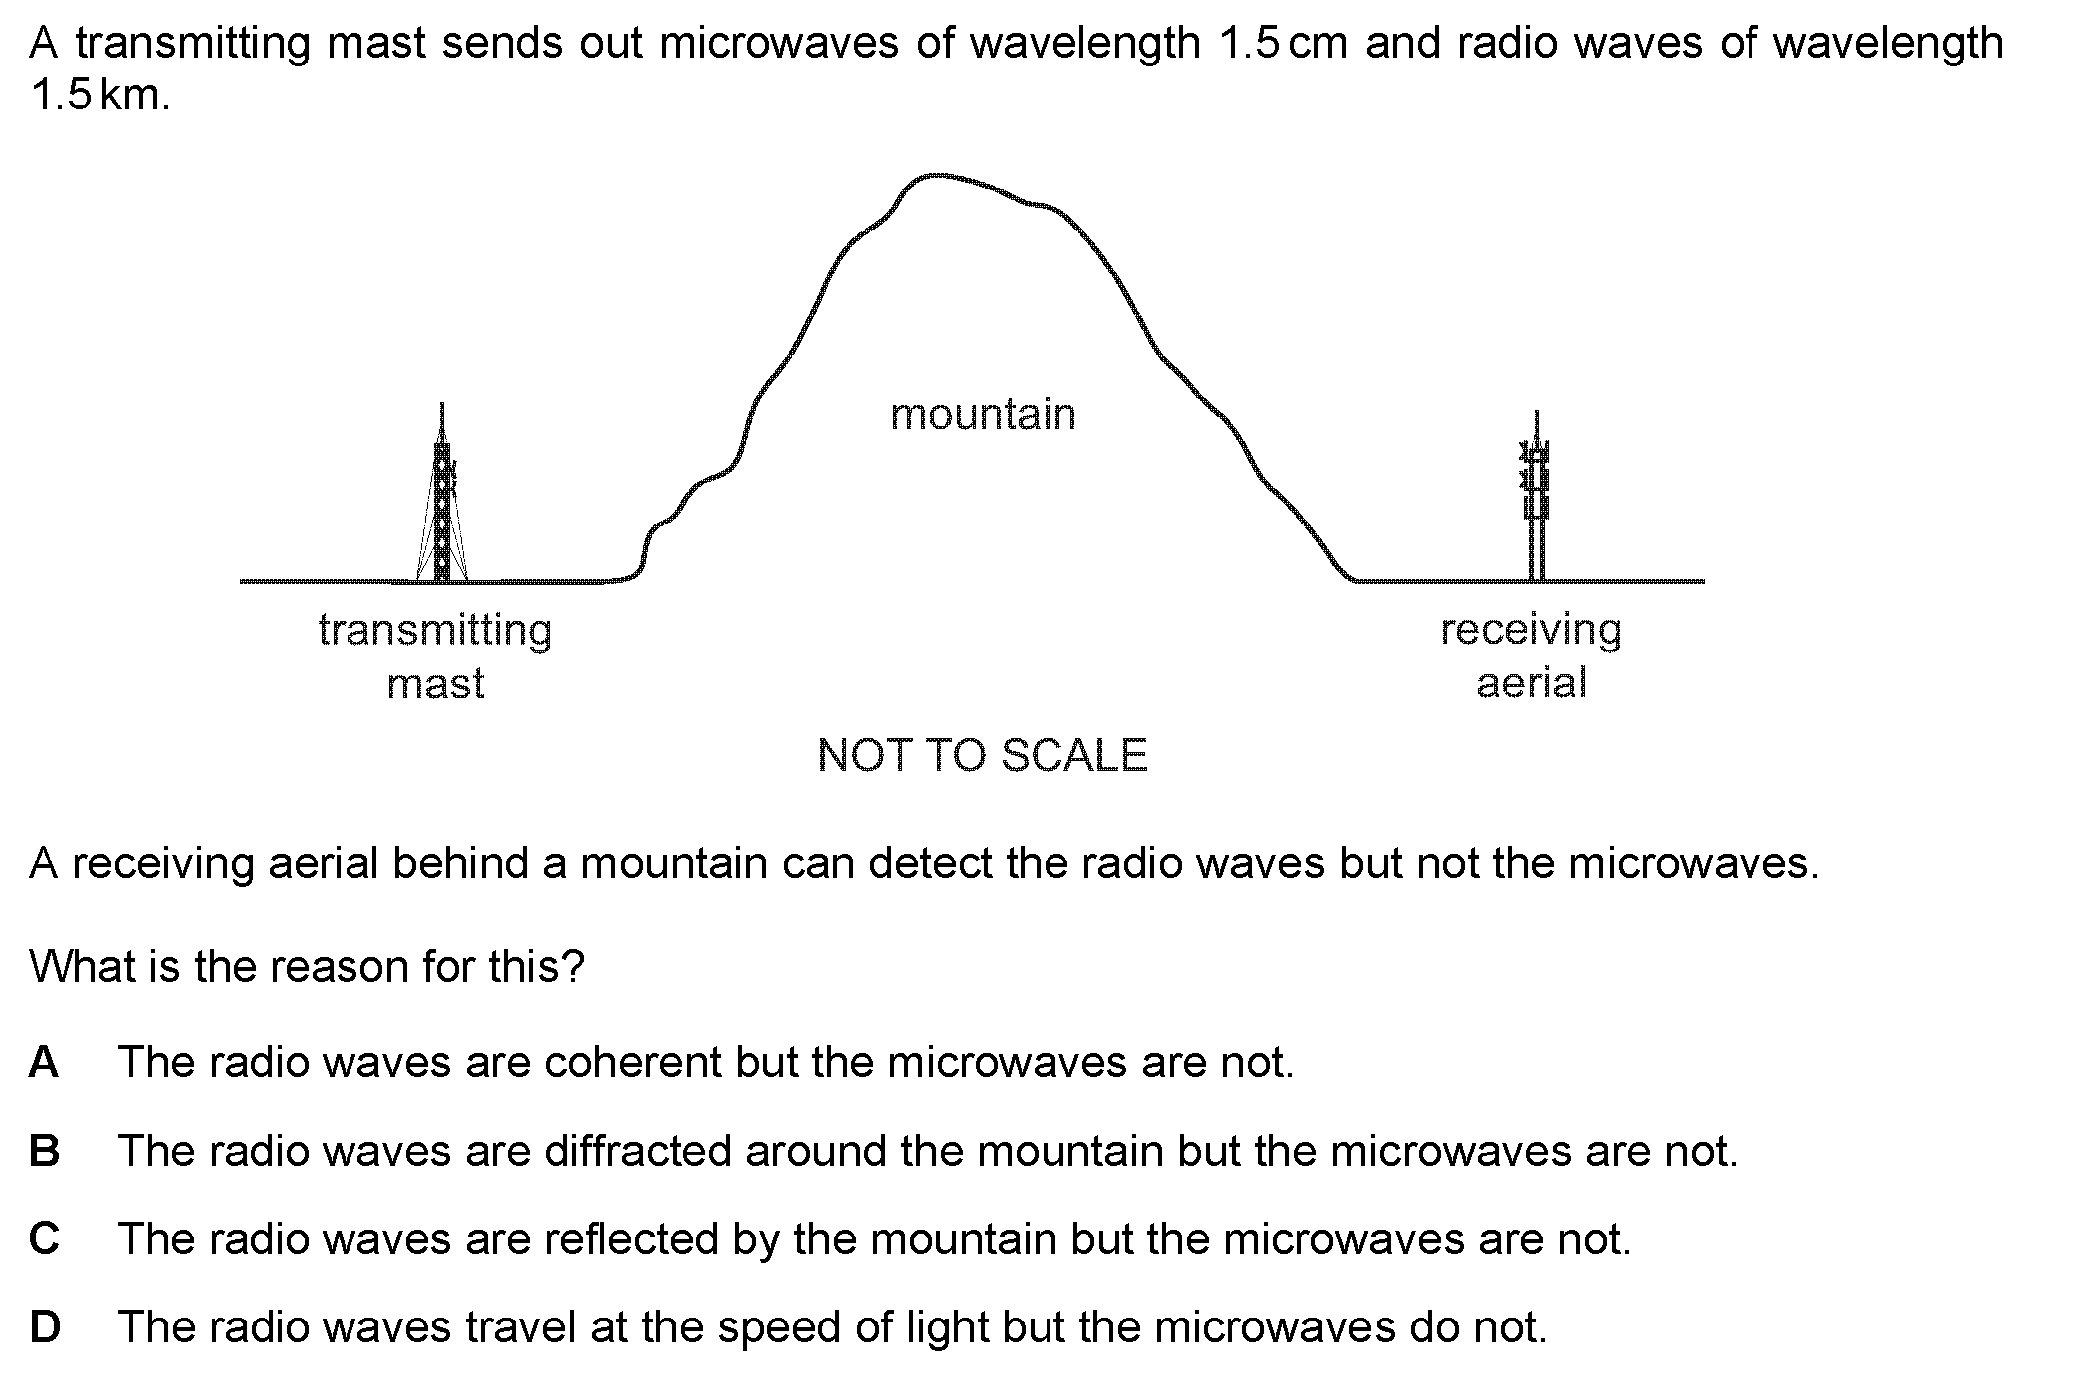 A transmitting mast sends out microwaves of wavelength 1.5 cm and radio waves of wavelength
1.5 km.
mountain
transmitting
mast
receiving
aerial
NOT TO SCALE
A receiving aerial behind a mountain can detect the radio waves but not the microwaves.
What is the reason for this?
A The radio waves are coherent but the microwaves are not.
B The radio waves are diffracted around the mountain but the microwaves are not.
C The radio waves are reflected by the mountain but the microwaves are not.
D The radio waves travel at the speed of light but the microwaves do not.